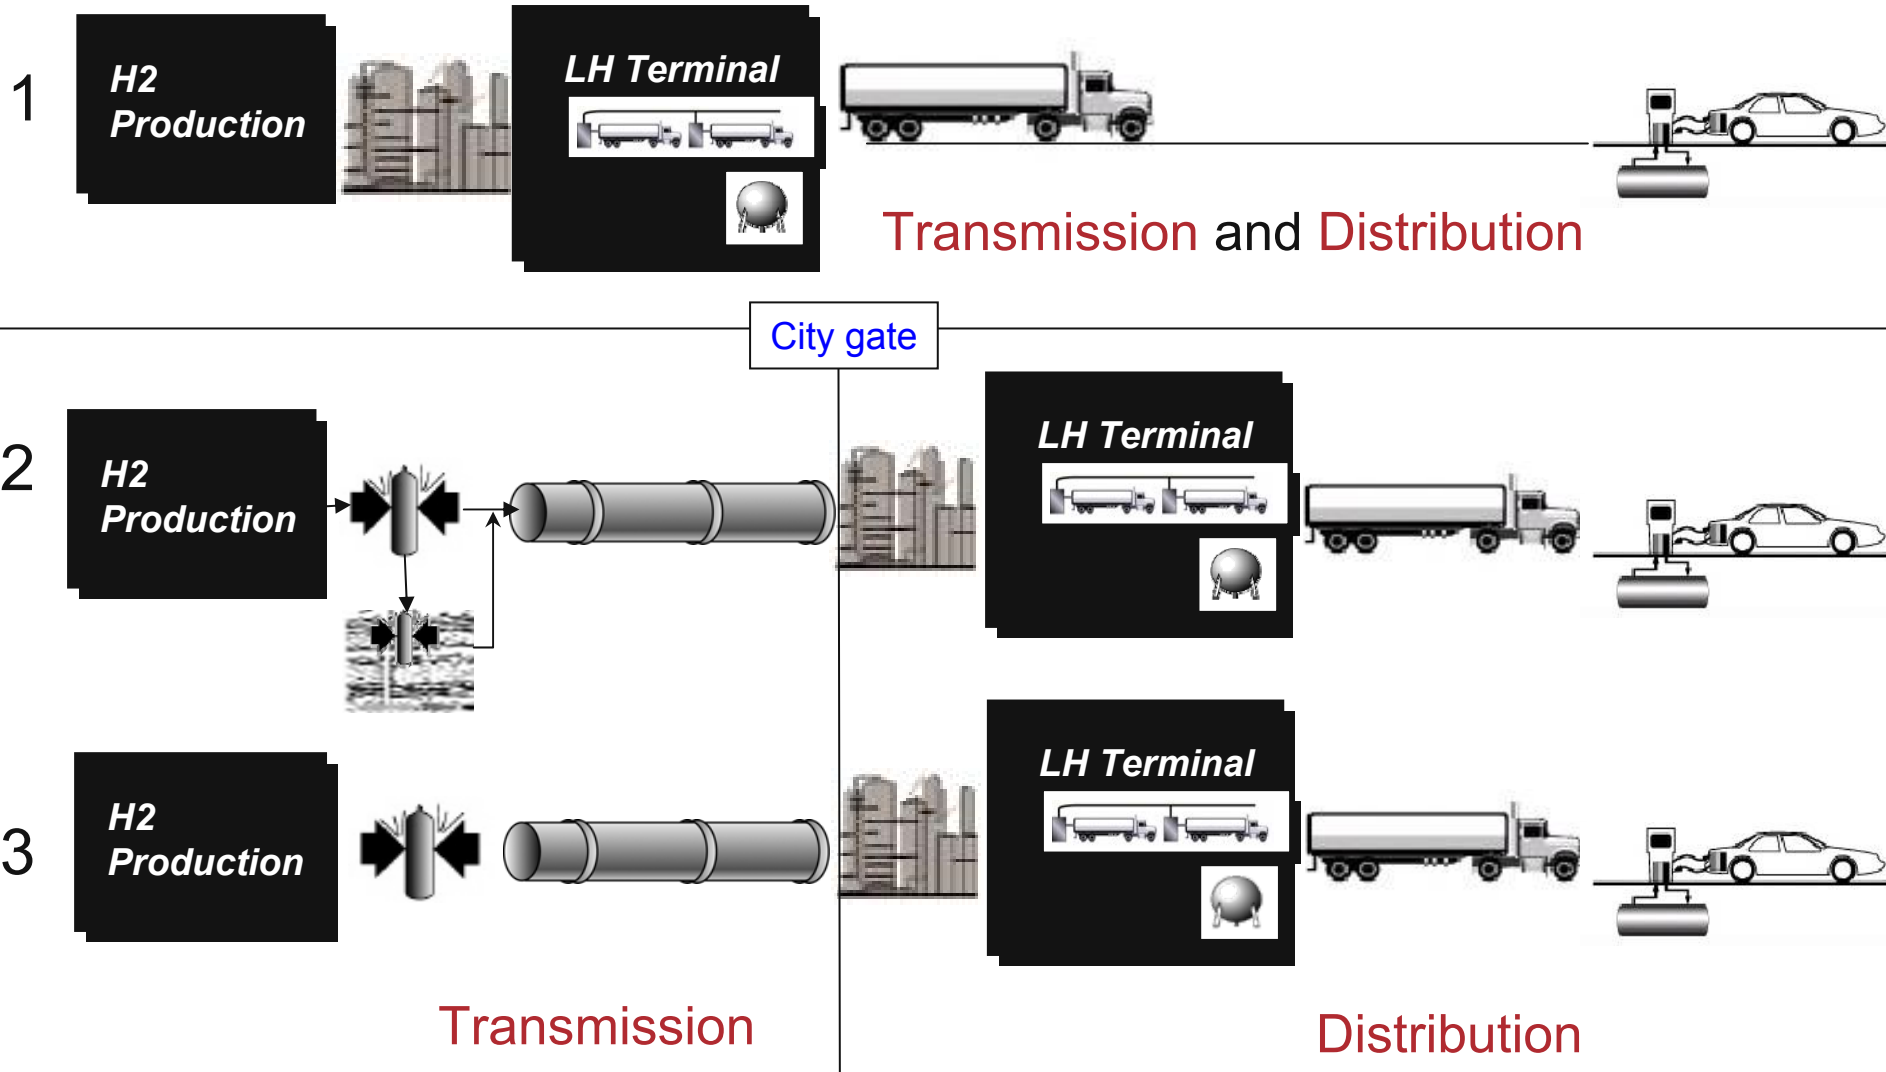 1
H2
Production
LH Terminal
Transmission and Distribution
City gate
2
H2
Production
LH Terminal
3
H2
Production
LH Terminal
Transmission
Distribution